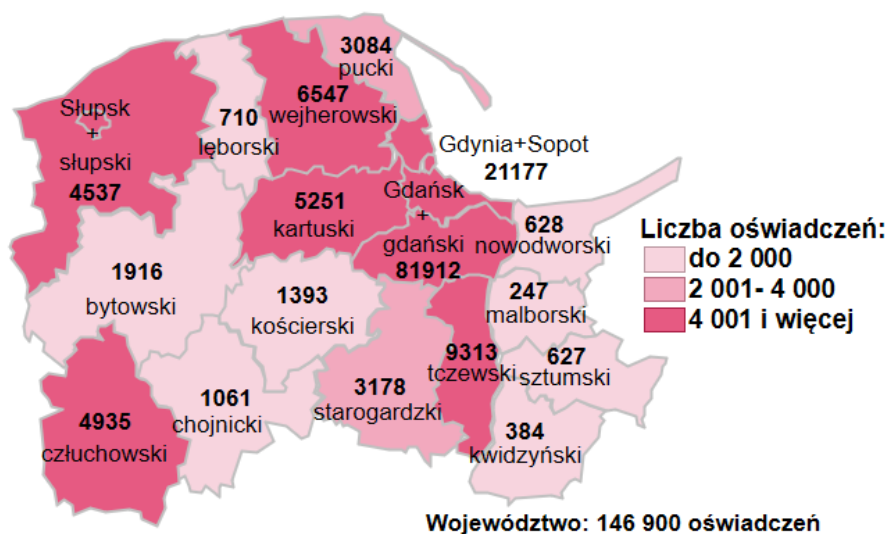 3084
pucki
6547
wejherowski
710
lęborski
Słupsk
+
słupski
4537
Gdynia+Sopot
21177
5251
kartuski
Gdańsk
+
gdański
81912
628
nowodworski
Liczba oświadczeń:
do 2 000
2 001- 4 000
4 001 i więcej
1916
bytowski
1393
kościerski
247
malborski
9313
tczewski
627
sztumski
3178
starogardzki
1061
chojnicki
4935
człuchowski
384
kwidzyński
Województwo: 146 900 oświadczeń